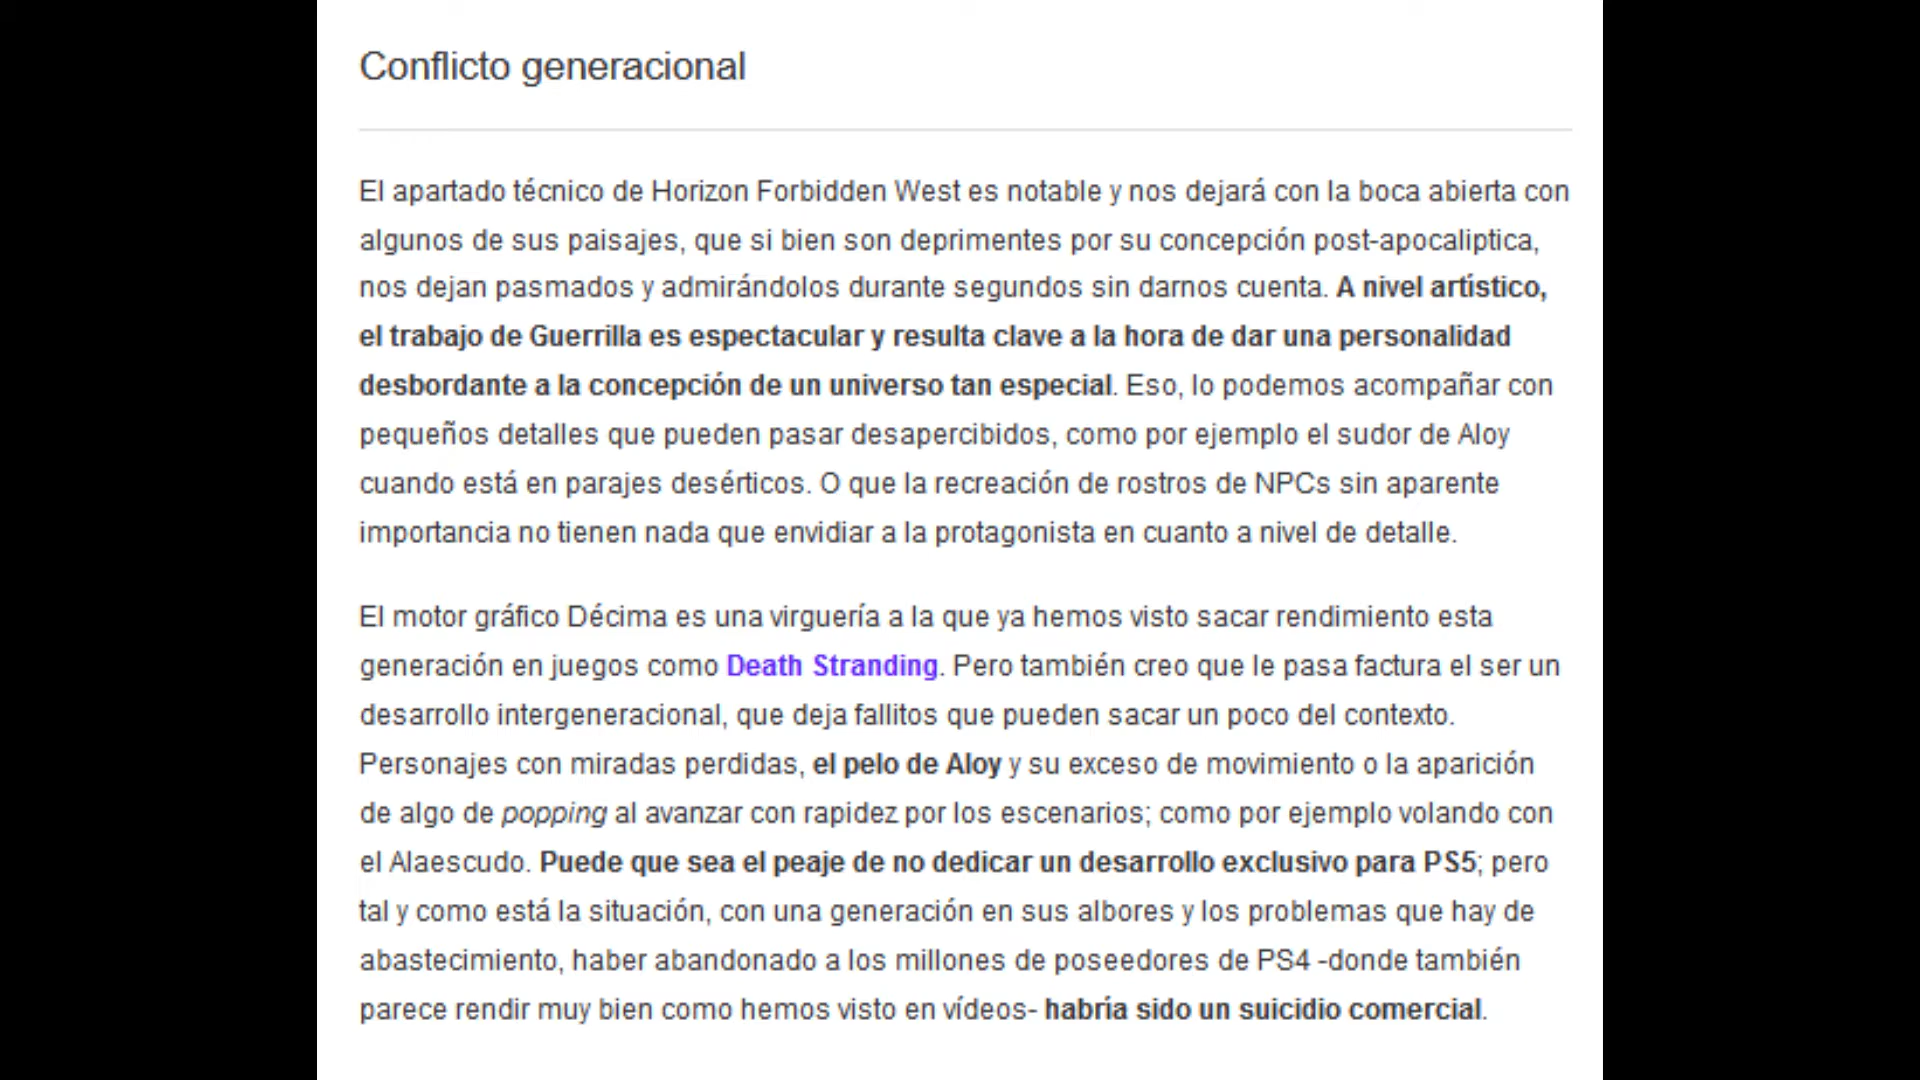 Conflicto generacional
El apartado técnico de Horizon Forbidden West es notable y nos dejará con la boca abierta con
algunos de sus paisajes, que si bien son deprimentes por su concepción post-apocaliptica,
nos dejan pasmados y admirándolos durante segundos sin darnos cuenta. A nivel artístico,
el trabajo de Guerrilla es espectacular y resulta clave a la hora de dar una personalidad
desbordante a la concepción de un universo tan especial. Eso, lo podemos acompañar con
pequeños detalles que pueden pasar desapercibidos, como por ejemplo el sudor de Aloy
cuando está en parajes desérticos. O que la recreación de rostros de NPCs sin aparente
importancia no tienen nada que envidiar a la protagonista en cuanto a nivel de detalle.
El motor gráfico Décima es una virguería a la que ya hemos visto sacar rendimiento esta
generación en juegos como Death Stranding. Pero también creo que le pasa factura el ser un
desarrollo intergeneracional, que deja fallitos que pueden sacar un poco del contexto.
Personajes con miradas perdidas, el pelo de Aloy y su exceso de movimiento o la aparición
de algo de popping al avanzar con rapidez por los escenarios; como por ejemplo volando con
el Alaescudo. Puede que sea el peaje de no dedicar un desarrollo exclusivo para PS5; pero
tal y como está la situación, con una generación en sus albores y los problemas que hay de
abastecimiento, haber abandonado a los millones de poseedores de PS4 -donde también
parece rendir muy bien como hemos visto en vídeos- habría sido un suicidio comercial.